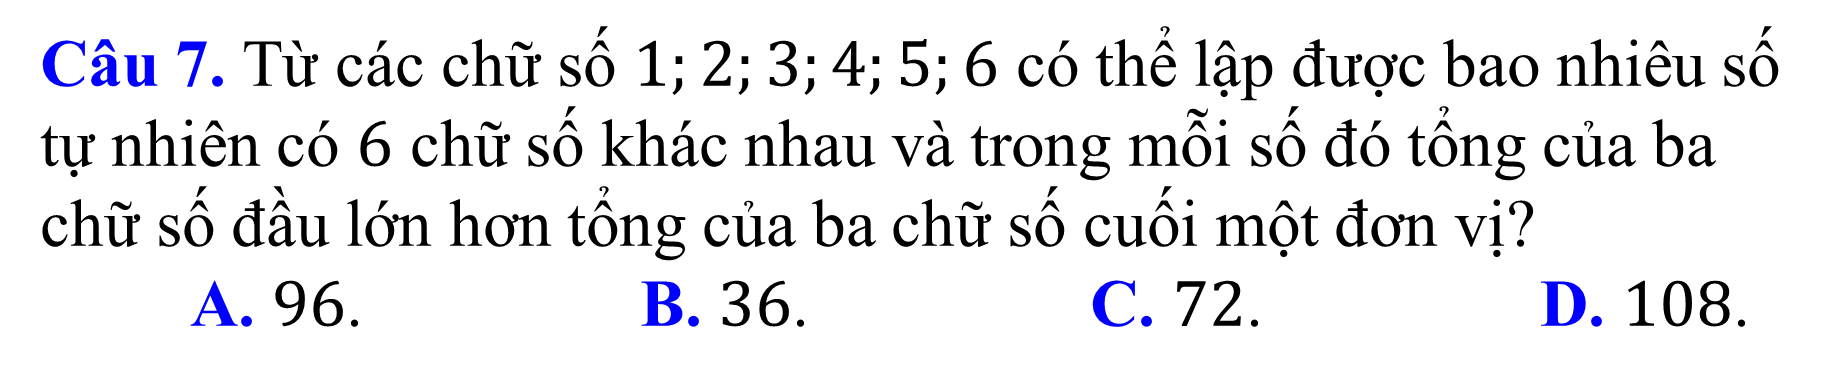 Câu 7. Từ các chữ số 1; 2; 3; 4; 5; 6 có thể lập được bao nhiêu số
tự nhiên có 6 chữ số khác nhau và trong mỗi số đó tổng của ba
chữ số đầu lớn hơn tổng của ba chữ số cuối một đơn vị?
A. 96. B. 36. C. 72. D. 108.